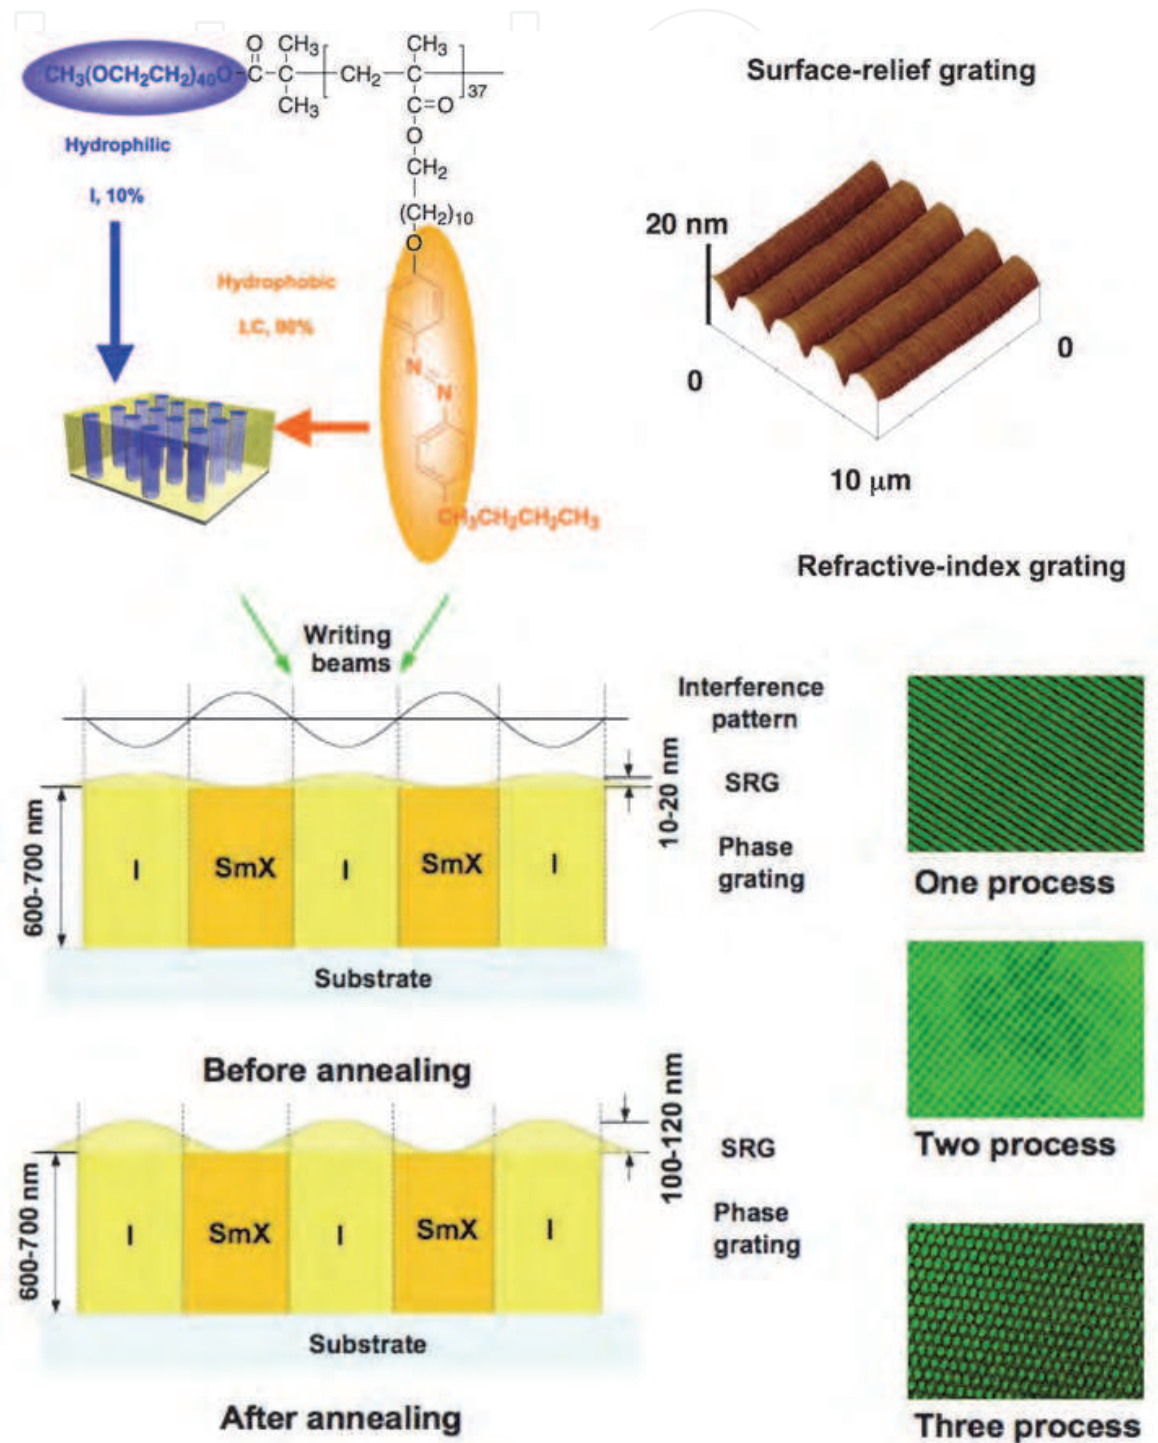 CH₃(OCH₂CH₂)₄₀O
O
C
CH₃
C
CH₃
CH₂
CH₃
C
37
C=O
O
CH₂
(CH₂)₁₀
O
N
N
CH₃CH₂CH₂CH₃
Hydrophilic
I, 10%
Hydrophobic
LC, 90%
Surface-relief grating
20 nm
0
0
10 μm
Refractive-index grating
Writing
beams
Interference
pattern
10-20 nm
SRG
600-700 nm
I
SmX
I
SmX
I
Phase
grating
Substrate
Before annealing
100-120 nm
SRG
600-700 nm
I
SmX
I
SmX
I
Phase
grating
Substrate
After annealing
One process
Two process
Three process